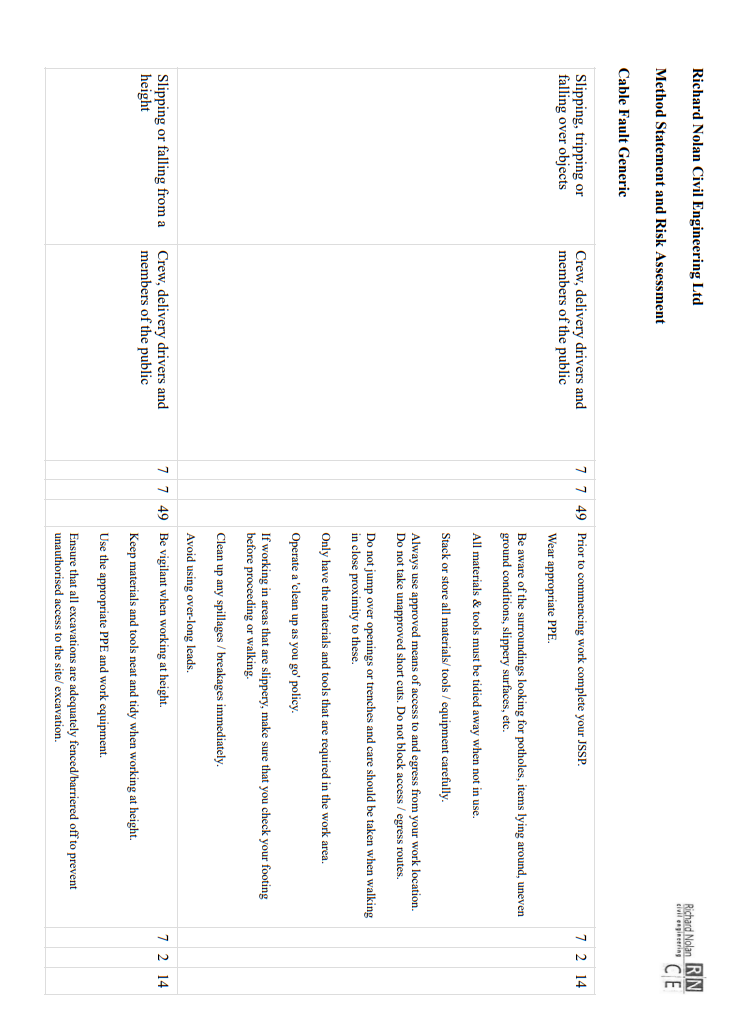 Richard Nolan Civil Engineering Ltd
Method Statement and Risk Assessment
Cable Fault Generic
Richard Nolan
civil engineering
RN
CE
Slipping, tripping or
falling over objects
Crew, delivery drivers and
members of the public
7 7 49
Prior to commencing work complete your JSSP.
Wear appropriate PPE.
Be aware of the surroundings looking for potholes, items lying around, uneven
ground conditions, slippery surfaces, etc.
All materials & tools must be tidied away when not in use.
Stack or store all materials/ tools / equipment carefully.
Always use approved means of access to and egress from your work location.
Do not take unapproved short cuts. Do not block access / egress routes.
Do not jump over openings or trenches and care should be taken when walking
in close proximity to these.
Only have the materials and tools that are required in the work area.
Operate a 'clean up as you go' policy.
If working in areas that are slippery, make sure that you check your footing
before proceeding or walking.
Clean up any spillages / breakages immediately.
Avoid using over-long leads.
7 2 14
Slipping or falling from a
height
Crew, delivery drivers and
members of the public
7 7 49
Be vigilant when working at height.
Keep materials and tools neat and tidy when working at height.
Use the appropriate PPE and work equipment.
Ensure that all excavations are adequately fenced/barriered off to prevent
unauthorised access to the site/ excavation.
7 2 14